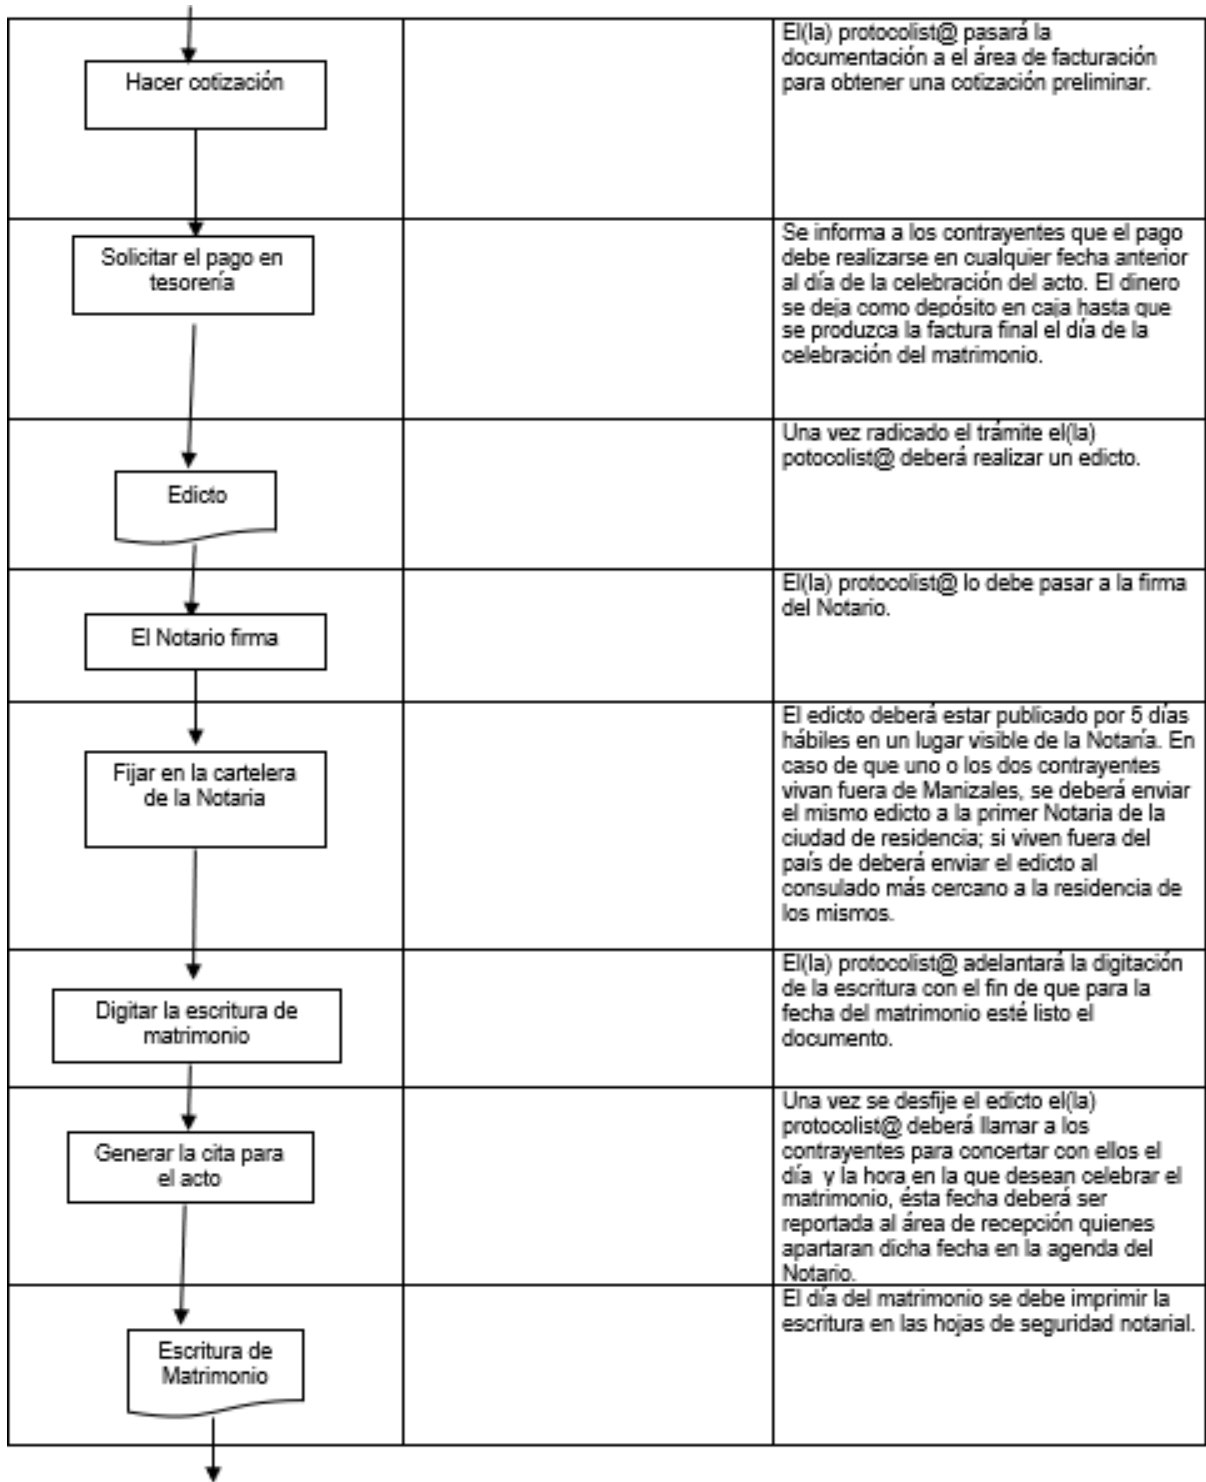 Hacer cotización
El(la) protocolist@ pasará la
documentación a el área de facturación
para obtener una cotización preliminar.
Solicitar el pago en
tesorería
Se informa a los contrayentes que el pago
debe realizarse en cualquier fecha anterior
al día de la celebración del acto. El dinero
se deja como depósito en caja hasta que
se produzca la factura final el día de la
celebración del matrimonio.
Edicto
Una vez radicado el trámite el(la)
potocolist@ deberá realizar un edicto.
El Notario firma
El(la) protocolist@ lo debe pasar a la firma
del Notario.
Fijar en la cartelera
de la Notaria
El edicto deberá estar publicado por 5 días
hábiles en un lugar visible de la Notaría. En
caso de que uno o los dos contrayentes
vivan fuera de Manizales, se deberá enviar
el mismo edicto a la primer Notaria de la
ciudad de residencia; si viven fuera del
país de deberá enviar el edicto al
consulado más cercano a la residencia de
los mismos.
Digitar la escritura de
matrimonio
El(la) protocolist@ adelantará la digitación
de la escritura con el fin de que para la
fecha del matrimonio esté listo el
documento.
Generar la cita para
el acto
Una vez se desfije el edicto el(la)
protocolist@ deberá llamar a los
contrayentes para concertar con ellos el
día y la hora en la que desean celebrar el
matrimonio, ésta fecha deberá ser
reportada al área de recepción quienes
apartaran dicha fecha en la agenda del
Notario.
Escritura de
Matrimonio
El día del matrimonio se debe imprimir la
escritura en las hojas de seguridad notarial.